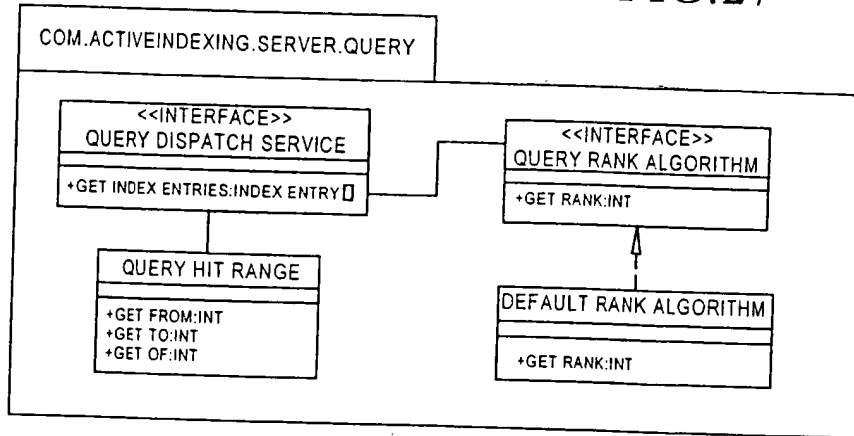 COM.ACTIVEINDEXING.SERVER.QUERY
<<INTERFACE>>
QUERY DISPATCH SERVICE
+GET INDEX ENTRIES:INDEX ENTRY[]
QUERY HIT RANGE
+GET FROM:INT
+GET TO:INT
+GET OF:INT
<<INTERFACE>>
QUERY RANK ALGORITHM
+GET RANK:INT
DEFAULT RANK ALGORITHM
+GET RANK:INT